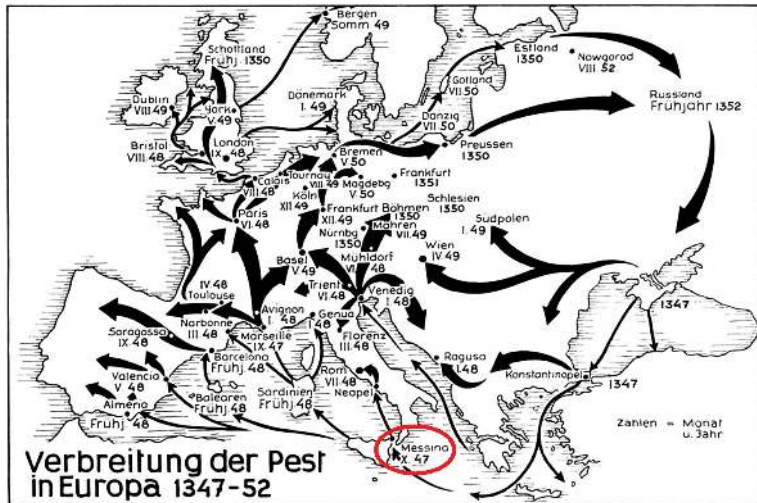 Bergen
Somm 49
Schottland
Frühj 1350
Estland
1350
Nowgorod
VIII 52
Gotland
VII.50
Russland
Frühjahr 1352
Dublin
VIII 49
York
V.49
Dänemark
I. 49
Danzig
VII.50
Bristol
VIII 48
London
IX 48
Bremen
V 50
Preussen
1350
Calais
VIII 48
Tournay
VIII 49
Magdebg
V 50
Frankfurt
1351
Köln
XII 49
Schlesien
1350
Paris
VI. 48
Frankfurt
XII.49
Böhmen
1350
Nürnbg
1350
Mähren
VII.49
Südpolen
I. 49
Wien
IV 49
Basel
V 49
Mühldorf
48
Trient
VI.48
Venedig
I. 48
IV 48
Toulouse
Avignon
I. 48
Genua
I 48
1347
Saragossa
IX 48
Narbonne
III 48
Marseille
IX 47
Florenz
III 48
Barcelona
Frühj. 48
Rom
VII 48
Ragusa
I.48
Konstantinopel
1347
Valencia
V 48
Neapel
Sardinien
Frühj 48
Almeria
Frühj 48
Balearen
Frühj 48
Messina
X. 47
Zahlen = Monat
u. Jahr
Verbreitung der Pest
in Europa 1347-52